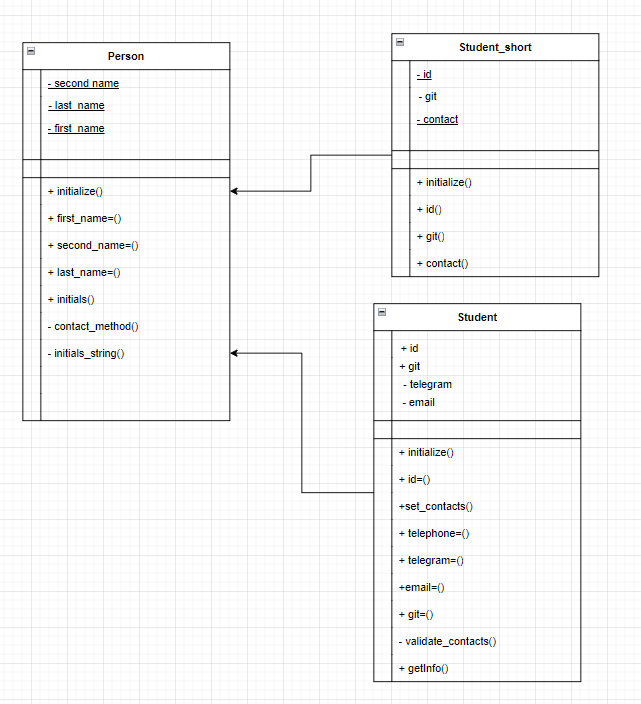 Person
- second name
- last_name
- first_name
+ initialize()
+ first_name=()
+ second_name=()
+ last_name=()
+ initials()
- contact_method()
- initials_string()
Student_short
- id
- git
- contact
+ initialize()
+ id()
+ git()
+ contact()
Student
+ id
+ git
- telegram
- email
+ initialize()
+ id=()
+set_contacts()
+ telephone=()
+ telegram=()
+email=()
+ git=()
- validate_contacts()
+ getInfo()